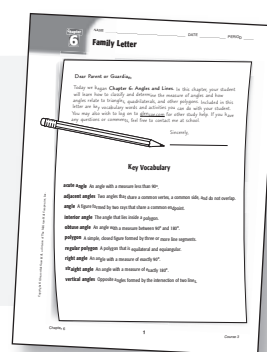 Chapter
6
NAME
DATE
PERIOD
Family Letter
Dear Parent or Guardian:
Today we began Chapter 6: Angles and Lines. In this chapter, your student
will learn how to classify and determine the measure of angles and how
angles relate to triangles, quadrilaterals, and other polygons. Included in this
letter are key vocabulary words and activities you can do with your student.
You may also wish to log on to glencoe.com for other study help. If you have
any questions or comments, feel free to contact me at school.
Sincerely,
Key Vocabulary
acute angle An angle with a measure less than 90°.
adjacent angles Two angles that share a common vertex, a common side, and do not overlap.
angle A figure formed by two rays that share a common endpoint.
interior angle The angle that lies inside a polygon.
obtuse angle An angle with a measure between 90° and 180°.
polygon A simple, closed figure formed by three or more line segments.
regular polygon A polygon that is equilateral and equiangular.
right angle An angle with a measure of exactly 90°.
straight angle An angle with a measure of exactly 180°.
vertical angles Opposite angles formed by the intersection of two lines.
Chapter 6
1
Course 2